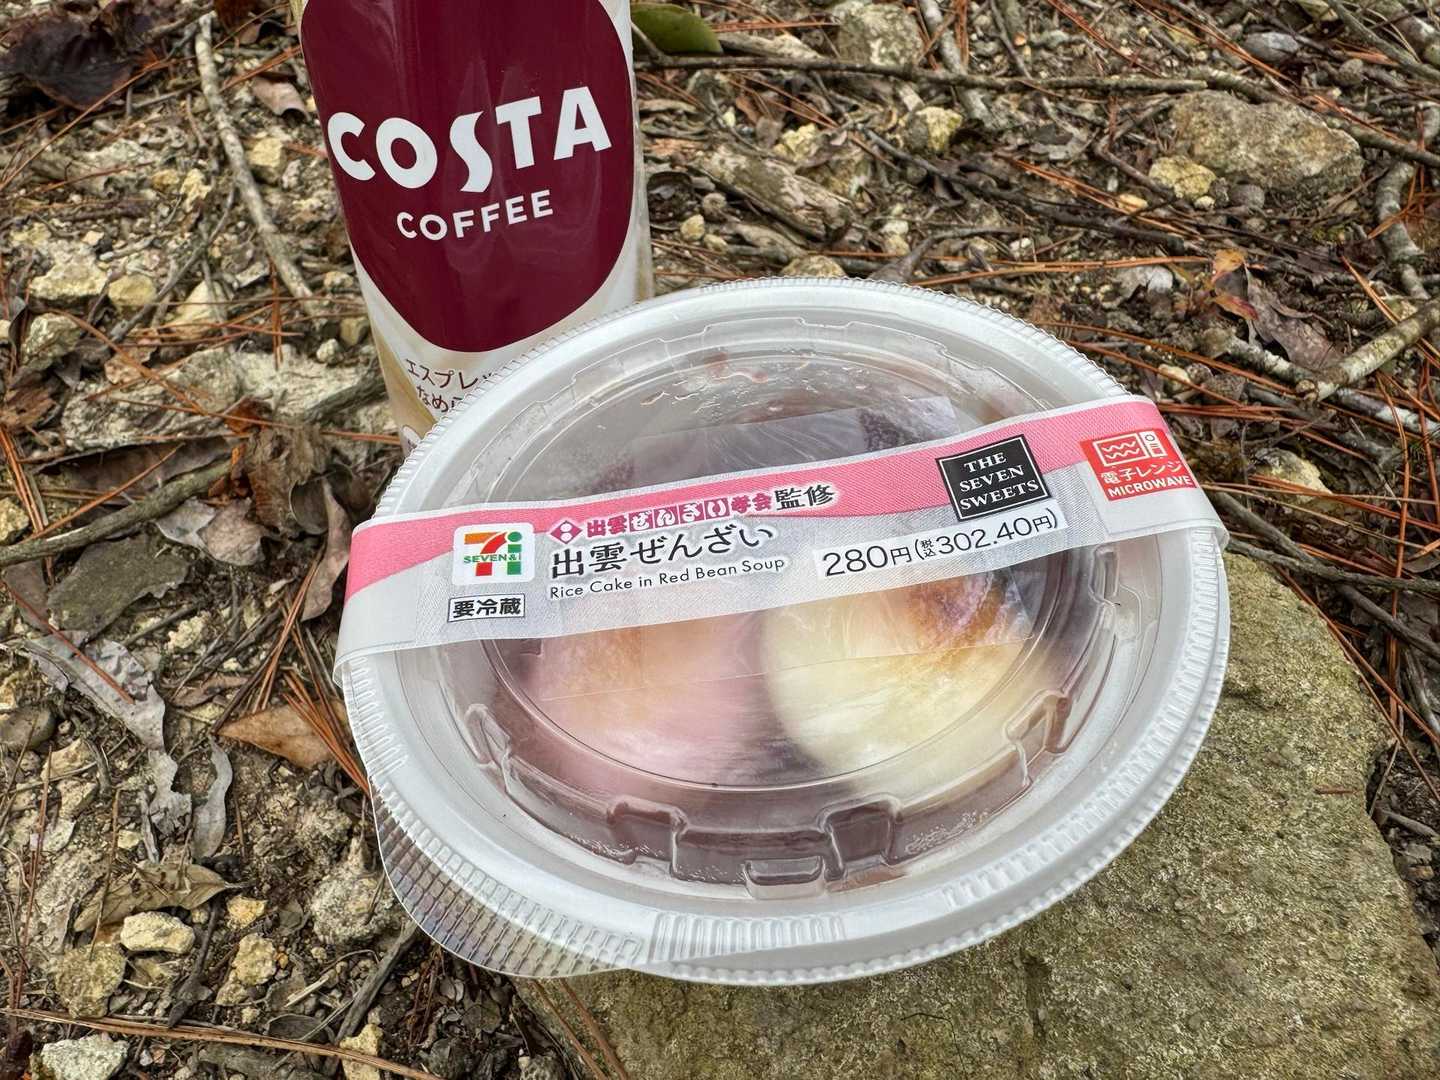 COSTA
COFFEE
エスプレッ
なめら
出雲ぜんざい学会監修
THE
SEVEN
SWEETS
電子レンジ
MICROWAVE
SEVEN&i
出雲ぜんざい
280円(税込302.40円)
Rice Cake in Red Bean Soup
要冷蔵